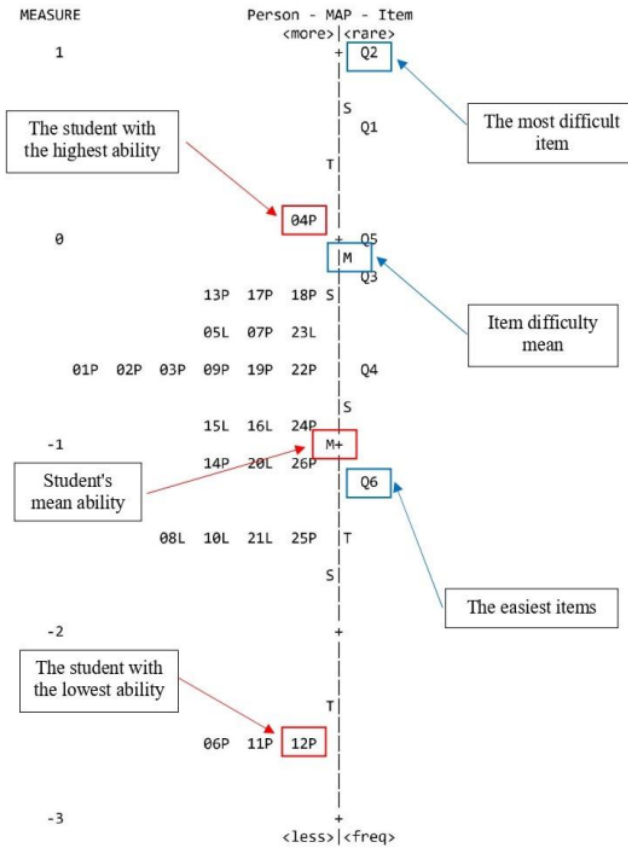 MEASURE Person - MAP - Item
<more>|<rare>
1 + Q2
The most difficult
item
S
Q1
The student with
the highest ability
T
04P
0 + Q5
M
Q3
13P 17P 18P S
Item difficulty
mean
05L 07P 23L
01P 02P 03P 09P 19P 22P Q4
S
15L 16L 24P
-1 M+
14P 20L 26P
Student's
mean ability
Q6
08L 10L 21L 25P T
S
The easiest items
-2 +
The student with
the lowest ability
T
06P 11P 12P
-3 +
<less>|<freq>